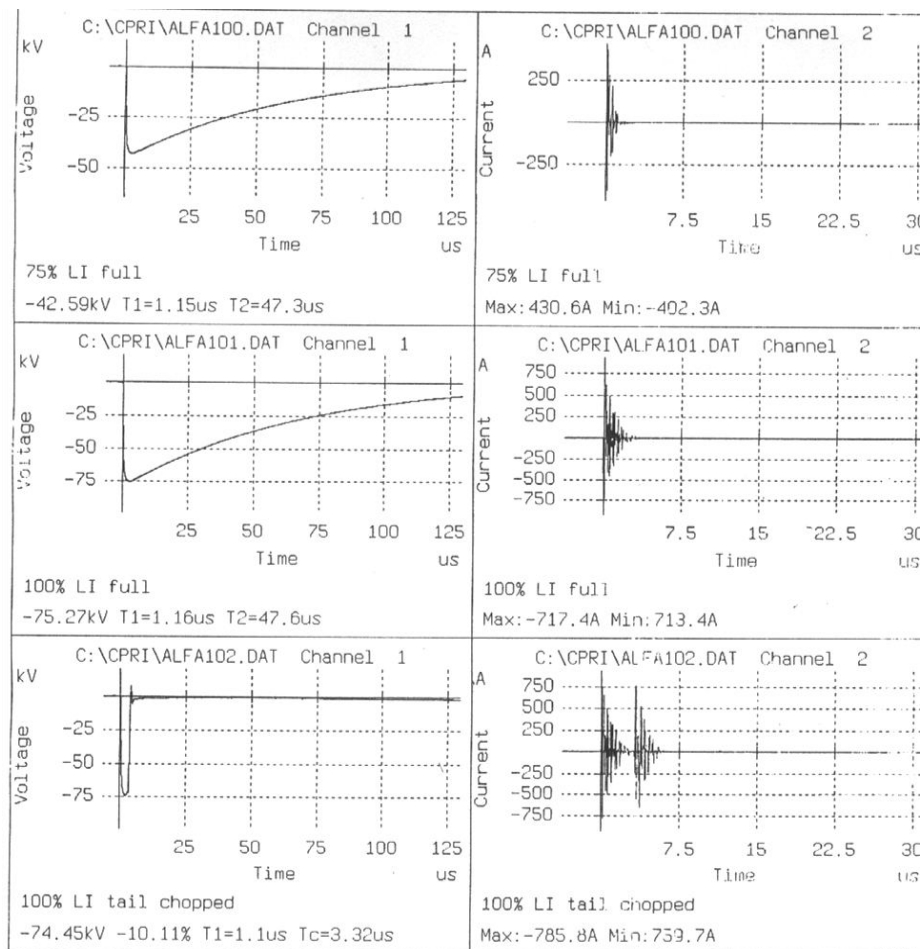 C:\CPRI\ALFA100.DAT Channel 1
kV
Voltage
-25
-50
25 50 75 100 125
Time us
75% LI full
-42.59kV T1=1.15us T2=47.3us
C:\CPRI\ALFA100.DAT Channel 2
A
Current
250
-250
7.5 15 22.5 30
Time us
75% LI full
Max:430.6A Min:-402.3A
C:\CPRI\ALFA101.DAT Channel 1
kV
Voltage
-25
-50
-75
25 50 75 100 125
Time us
100% LI full
-75.27kV T1=1.16us T2=47.6us
C:\CPRI\ALFA101.DAT Channel 2
A
Current
750
500
250
-250
-500
-750
7.5 15 22.5 30
Time us
100% LI full
Max:-717.4A Min:713.4A
C:\CPRI\ALFA102.DAT Channel 1
kV
Voltage
-25
-50
-75
25 50 75 100 125
Time us
100% LI tail chopped
-74.45kV -10.11% T1=1.1us Tc=3.32us
C:\CPRI\ALFA102.DAT Channel 2
A
Current
750
500
250
-250
-500
-750
7.5 15 22.5 30
Time us
100% LI tail chopped
Max:-785.8A Min:739.7A